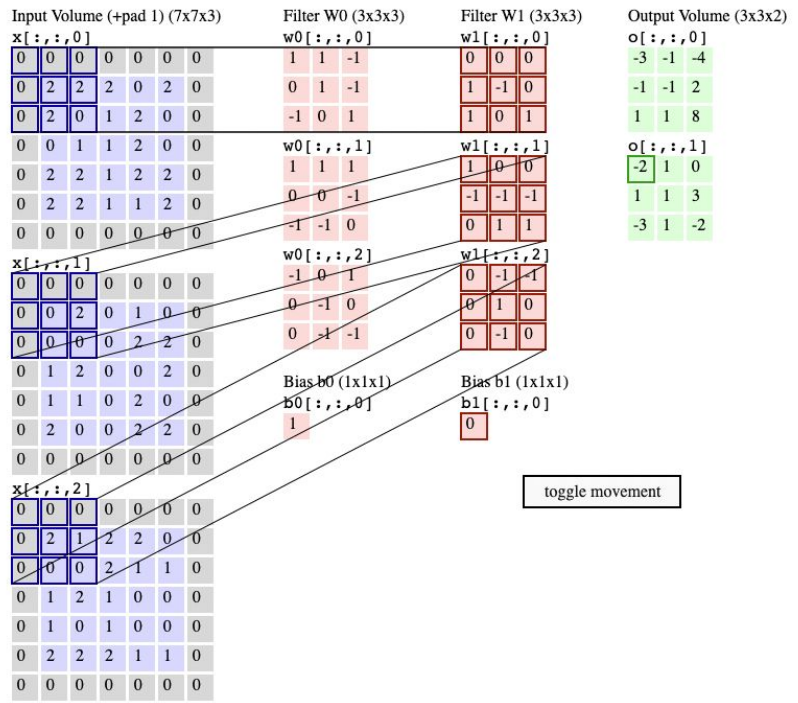 Input Volume (+pad 1) (7x7x3)
x[:,:,0]
0 0 0 0 0 0 0
0 2 2 2 0 2 0
0 2 0 1 2 0 0
0 0 1 1 2 0 0
0 2 2 1 2 2 0
0 2 2 1 1 2 0
0 0 0 0 0 0 0
x[:,:,1]
0 0 0 0 0 0 0
0 0 2 0 1 0 0
0 0 0 0 2 2 0
0 1 2 0 0 2 0
0 1 1 0 2 0 0
0 2 0 0 2 2 0
0 0 0 0 0 0 0
x[:,:,2]
0 0 0 0 0 0 0
0 2 1 2 2 0 0
0 0 0 2 1 1 0
0 1 2 1 0 0 0
0 1 0 1 0 0 0
0 2 2 2 1 1 0
0 0 0 0 0 0 0
Filter W0 (3x3x3)
w0[:,:,0]
1 1 -1
0 1 -1
-1 0 1
w0[:,:,1]
1 1 1
0 0 -1
-1 -1 0
w0[:,:,2]
-1 0 1
0 -1 0
0 -1 -1
Bias b0 (1x1x1)
b0[:,:,0]
1
Filter W1 (3x3x3)
w1[:,:,0]
0 0 0
1 -1 0
1 0 1
w1[:,:,1]
1 0 0
-1 -1 -1
0 1 1
w1[:,:,2]
0 -1 -1
0 1 0
0 -1 0
Bias b1 (1x1x1)
b1[:,:,0]
0
Output Volume (3x3x2)
o[:,:,0]
-3 -1 -4
-1 -1 2
1 1 8
o[:,:,1]
-2 1 0
1 1 3
-3 1 -2
toggle movement